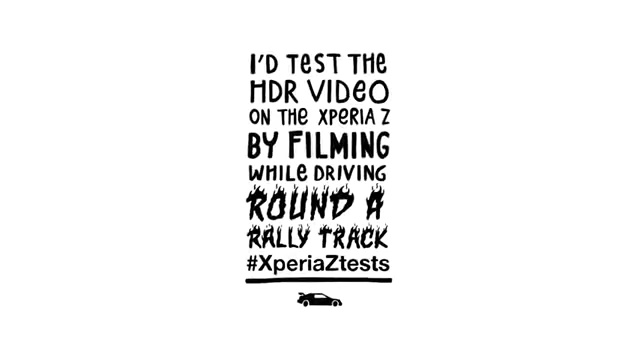 I'D TEST THE
HDR VIDEO
ON THE XPERIA Z
BY FILMING
WHILE DRIVING
ROUND A
RALLY TRACK
#XperiaZtests